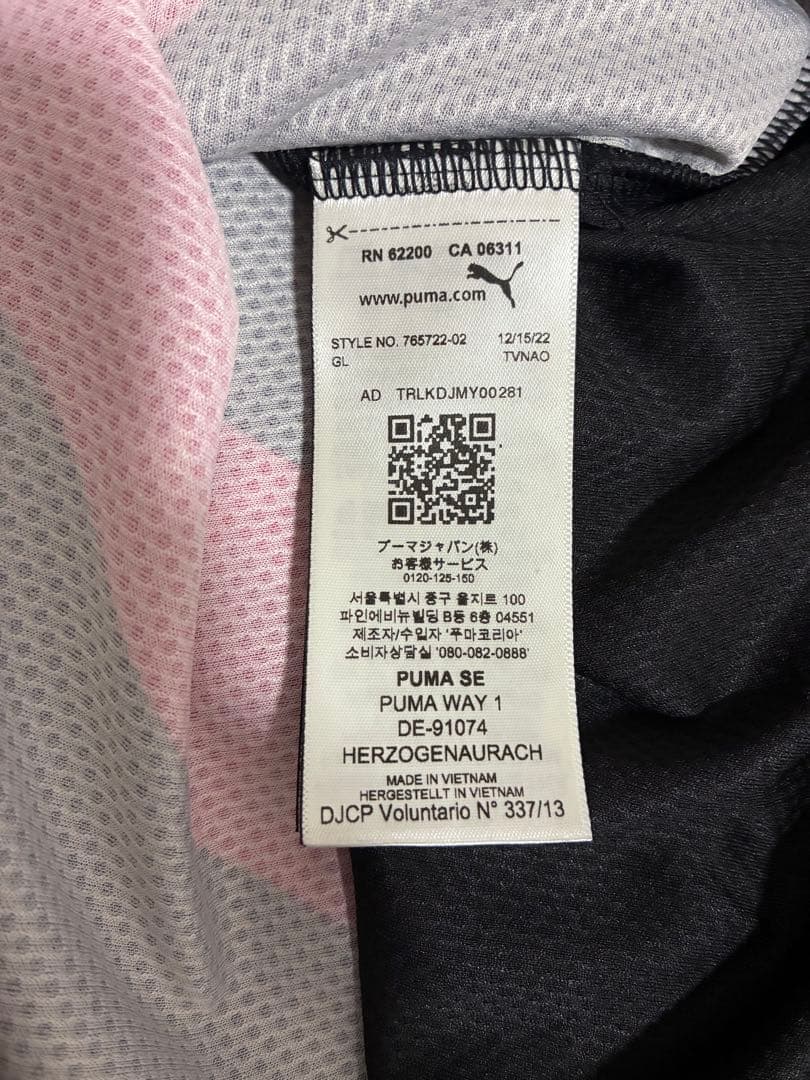 RN 62200 CA 06311
www.puma.com
STYLE NO. 765722-02 12/15/22
GL TVNAO
AD TRLKDJMY00281
プーマジャパン(株)
お客様サービス
0120-125-150
서울특별시 중구 을지로 100
파인에비뉴빌딩 B동 6층 04551
제조자/수입자 '푸마코리아'
소비자상담실 '080-082-0888'
PUMA SE
PUMA WAY 1
DE-91074
HERZOGENAURACH
MADE IN VIETNAM
HERGESTELLT IN VIETNAM
DJCP Voluntario N° 337/13